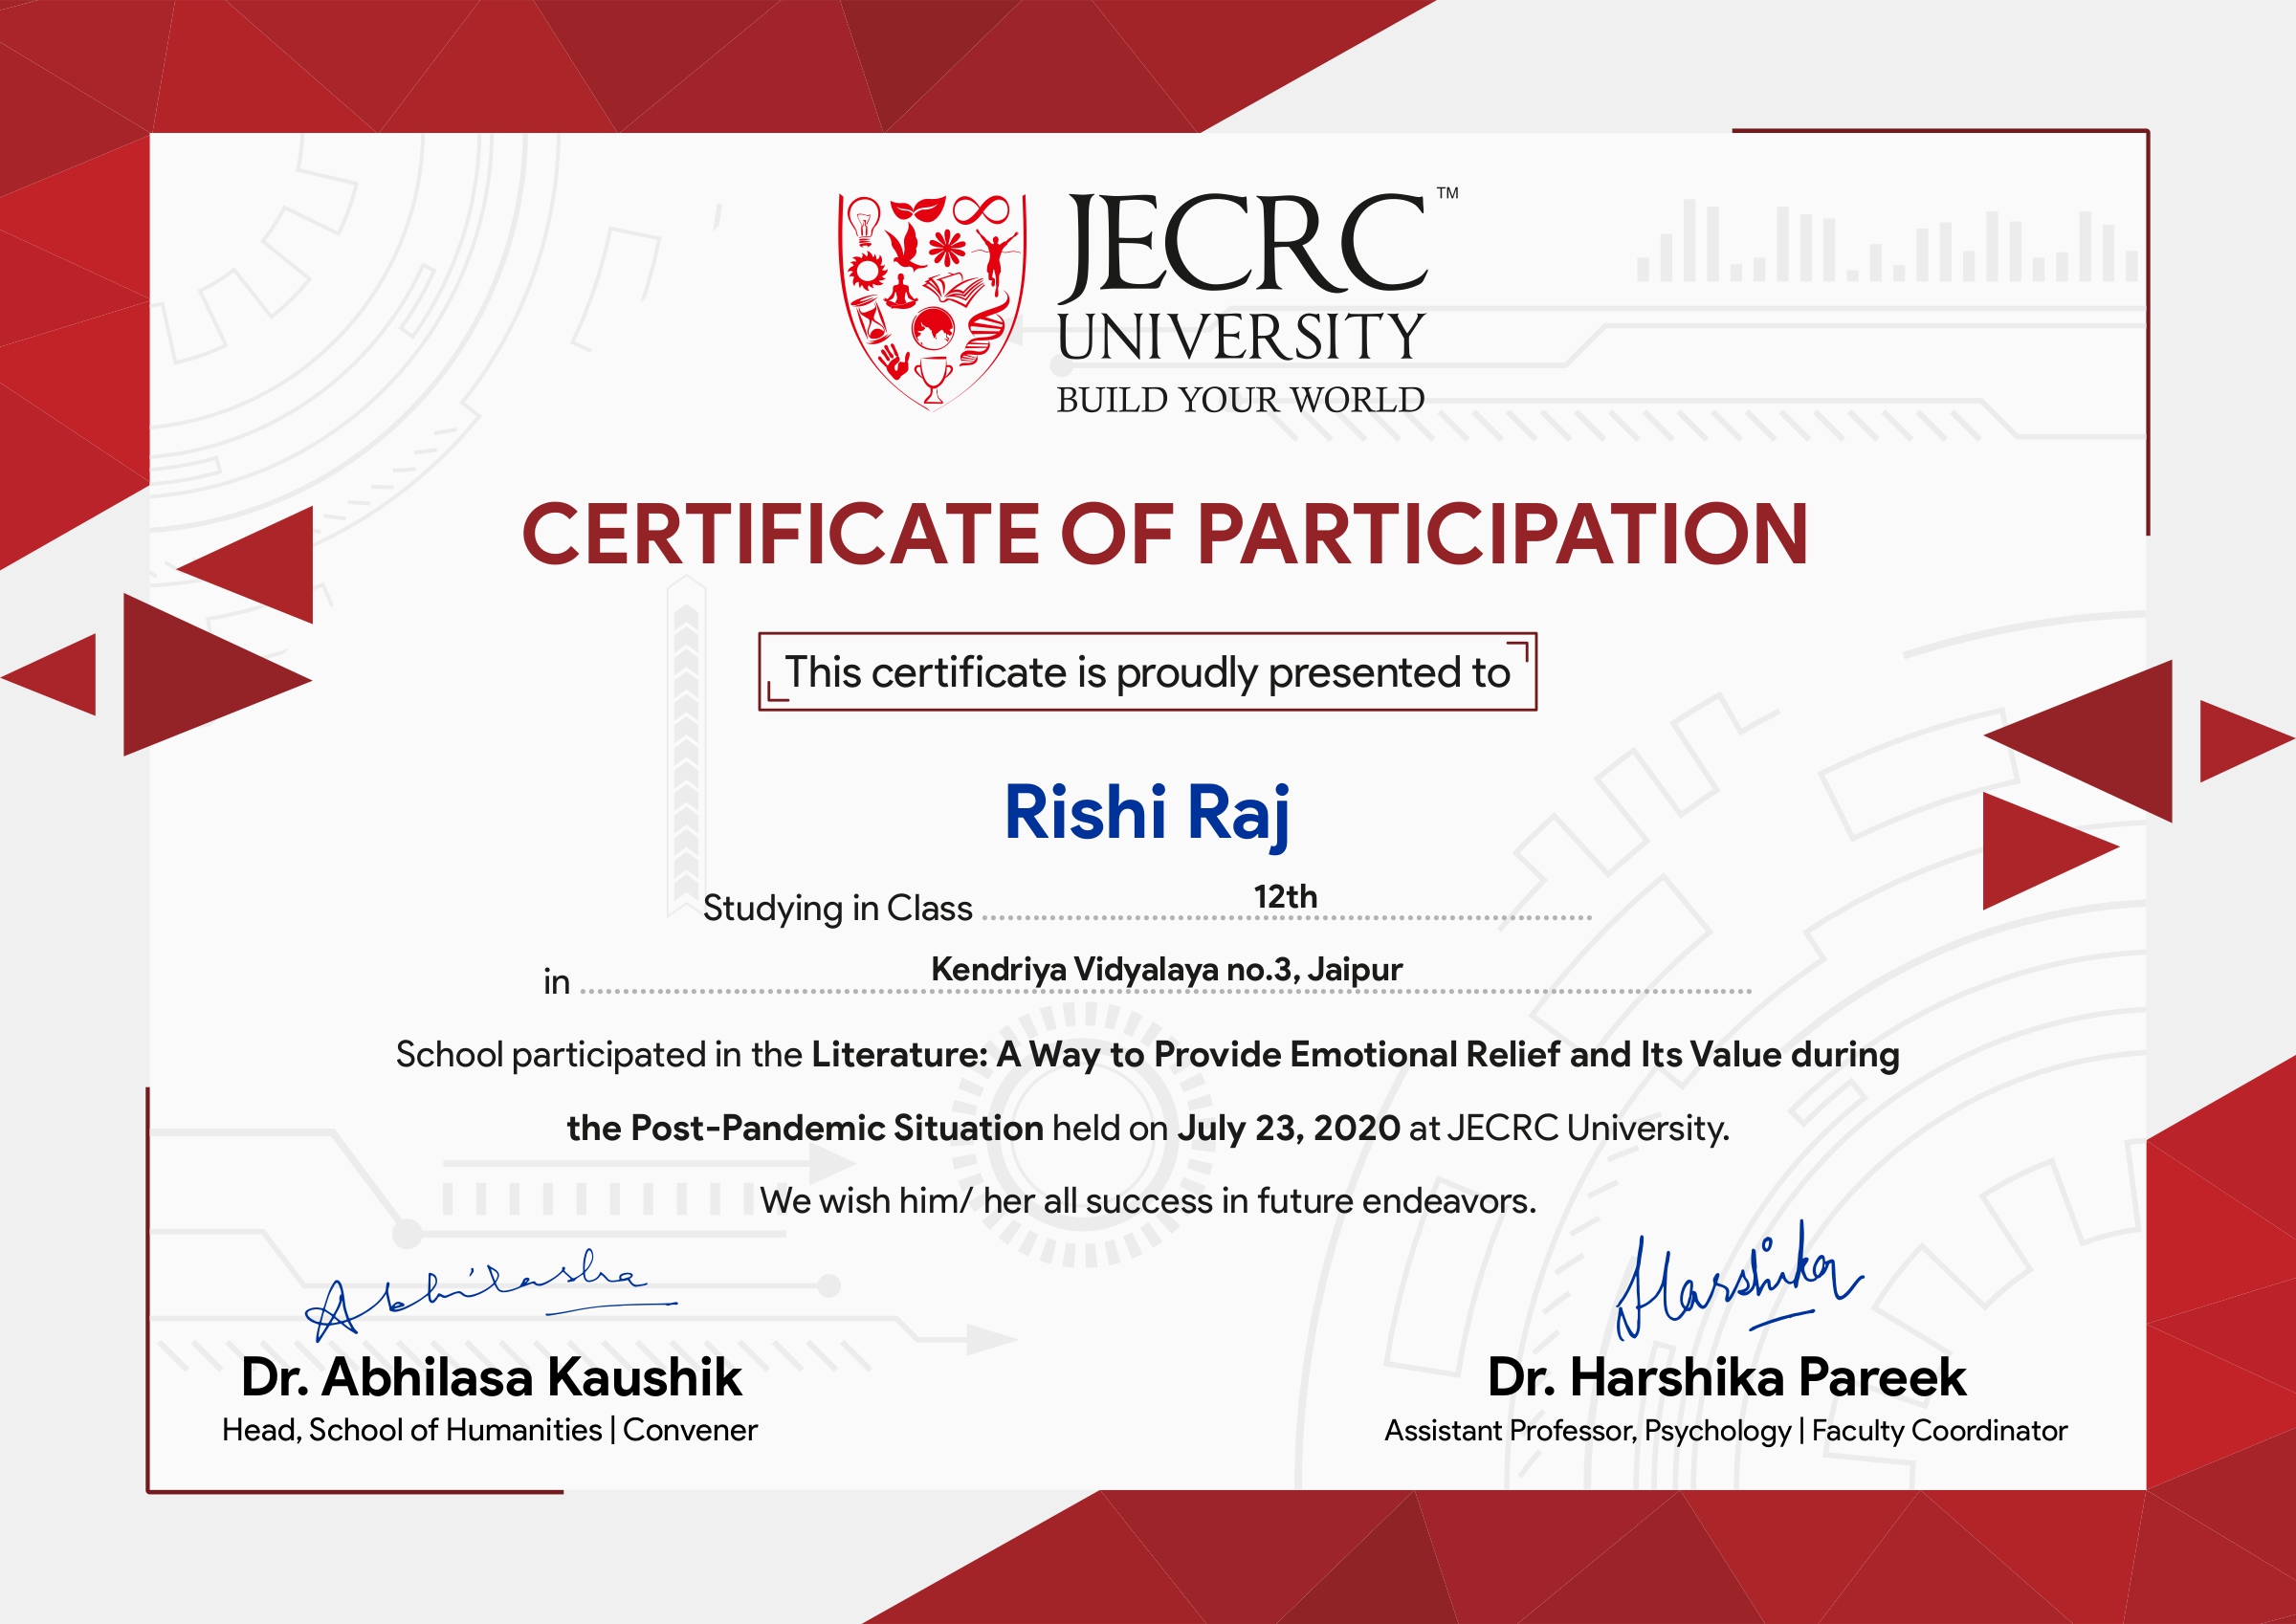 JECRC™
UNIVERSITY
BUILD YOUR WORLD
CERTIFICATE OF PARTICIPATION
This certificate is proudly presented to
Rishi Raj
Studying in Class 12th
in Kendriya Vidyalaya no.3, Jaipur
School participated in the Literature: A Way to Provide Emotional Relief and Its Value during
the Post-Pandemic Situation held on July 23, 2020 at JECRC University.
We wish him/ her all success in future endeavors.
Abhilasha
Harshika
Dr. Abhilasa Kaushik
Head, School of Humanities | Convener
Dr. Harshika Pareek
Assistant Professor, Psychology | Faculty Coordinator